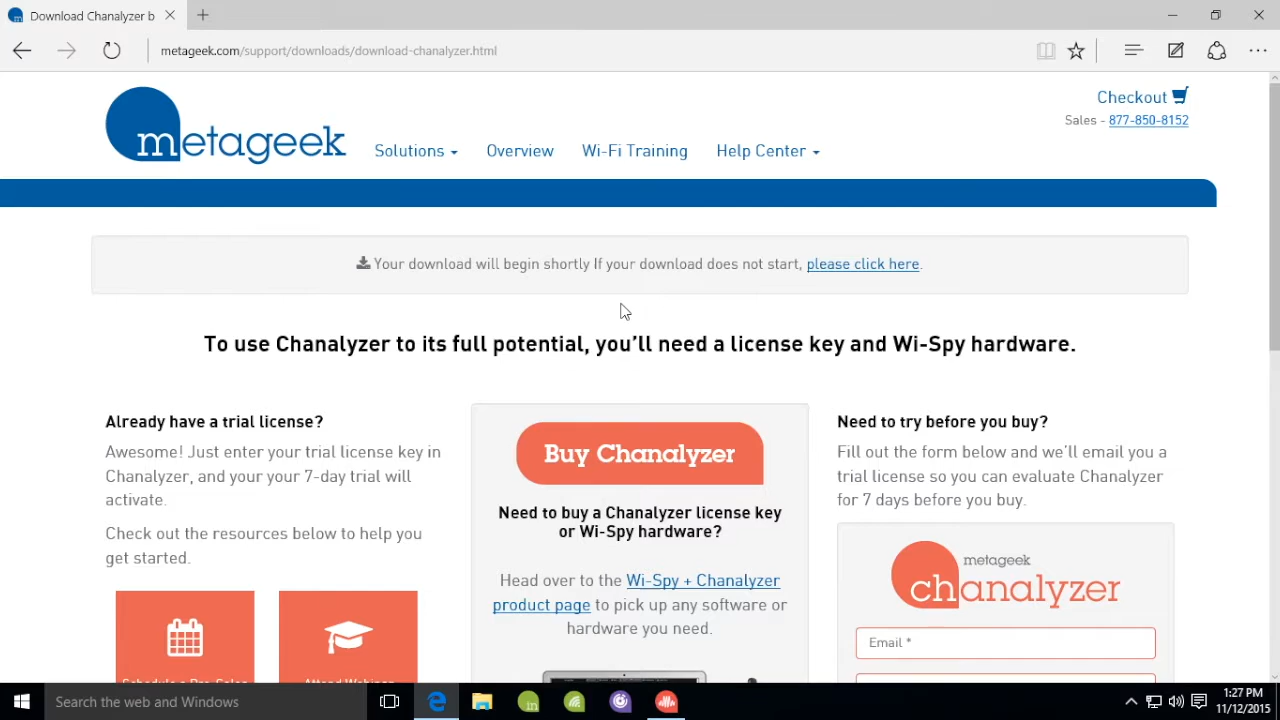 Download Chanalyzer b
metageek.com/support/downloads/download-chanalyzer.html
metageek
Checkout
Sales - 877-850-8152
Solutions
Overview
Wi-Fi Training
Help Center
Your download will begin shortly If your download does not start, please click here.
To use Chanalyzer to its full potential, you'll need a license key and Wi-Spy hardware.
Already have a trial license?
Awesome! Just enter your trial license key in
Chanalyzer, and your your 7-day trial will
activate.
Check out the resources below to help you
get started.
Schedule a Pre-Sales
Attend Webinar
Buy Chanalyzer
Need to buy a Chanalyzer license key
or Wi-Spy hardware?
Head over to the Wi-Spy + Chanalyzer
product page to pick up any software or
hardware you need.
Need to try before you buy?
Fill out the form below and we'll email you a
trial license so you can evaluate Chanalyzer
for 7 days before you buy.
metageek
chanalyzer
Email *
Search the web and Windows
in
1:27 PM
11/12/2015